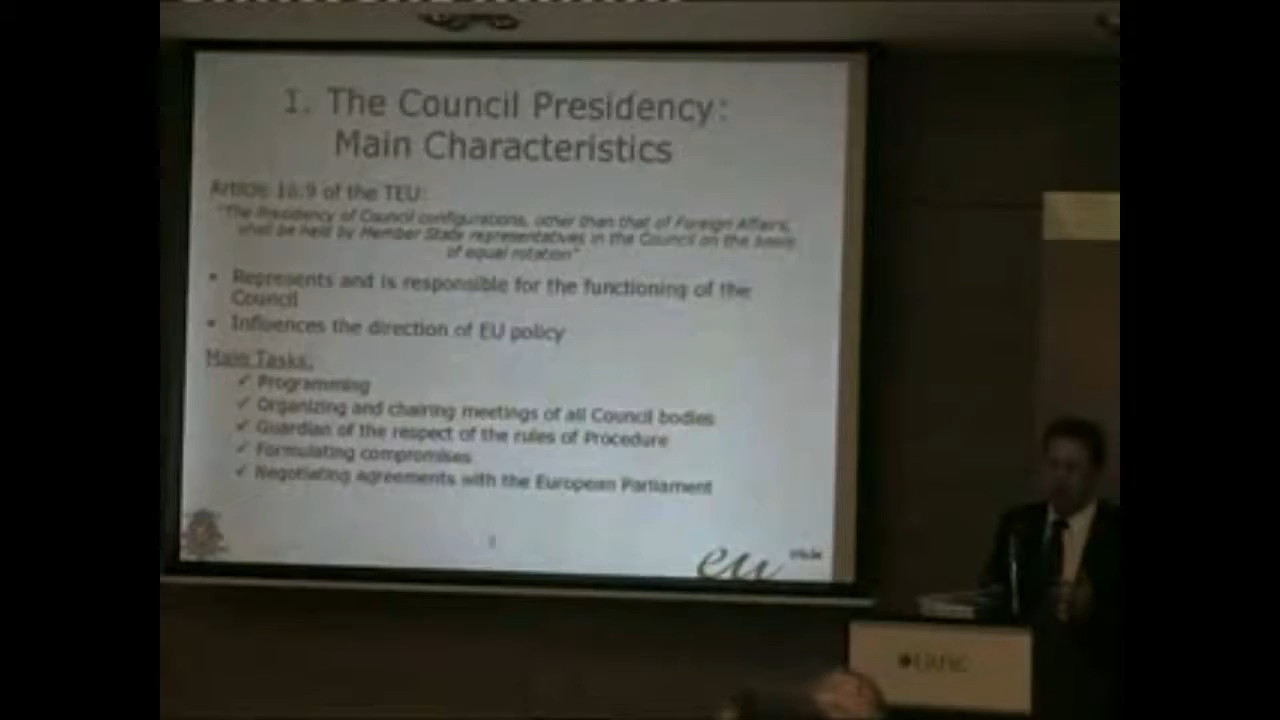 1. The Council Presidency:
Main Characteristics
Article 16.9 of the TEU:
"The Presidency of Council configurations, other than that of Foreign Affairs,
shall be held by Member State representatives in the Council on the basis
of equal rotation"
• Represents and is responsible for the functioning of the
Council
• Influences the direction of EU policy
Main Tasks:
✓ Programming
✓ Organizing and chairing meetings of all Council bodies
✓ Guardian of the respect of the rules of Procedure
✓ Formulating compromises
✓ Negotiating agreements with the European Parliament
eu